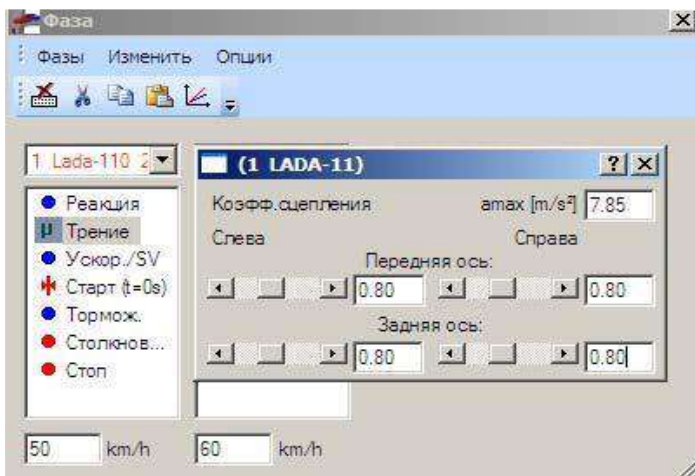 Фаза
Фазы Изменить Опции
1 Lada-110 2
(1 LADA-11)
Реакция
Трение
Ускор./SV
Старт (t=0s)
Тормож.
Столкнов...
Стоп
Коэфф.сцепления amax [m/s²] 7.85
Слева Справа
Передняя ось:
0.80 0.80
Задняя ось:
0.80 0.80
50 km/h 60 km/h